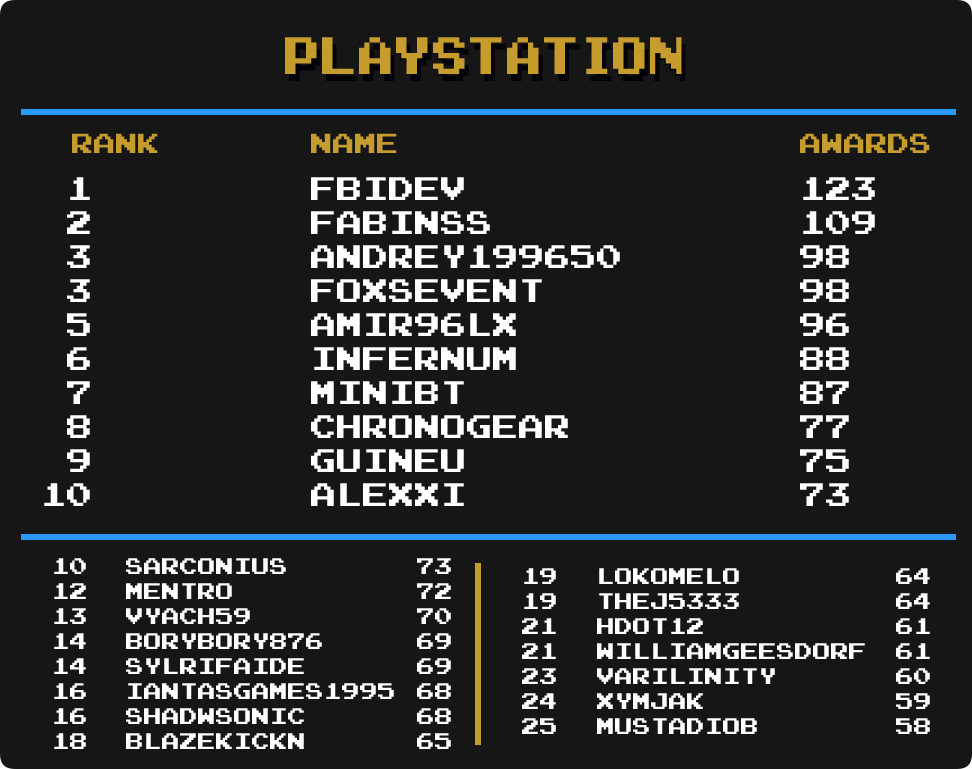 PLAYSTATION
RANK NAME AWARDS
1 FBIDEV 123
2 FABINSS 109
3 ANDREY199650 98
3 FOXSEVENT 98
5 AMIR96LX 96
6 INFERNUM 88
7 MINIBT 87
8 CHRONOGEAR 77
9 GUINEU 75
10 ALEXXI 73
10 SARCONIUS 73
12 MENTRO 72
13 VYACH59 70
14 BORYBORY876 69
14 SYLRIFAIDE 69
16 IANTASGAMES1995 68
16 SHADWSONIC 68
18 BLAZEKICKN 65
19 LOKOMELO 64
19 THEJ5333 64
21 HDOT12 61
21 WILLIAMGEESDORF 61
23 VARILINITY 60
24 XYMJAK 59
25 MUSTADIOB 58